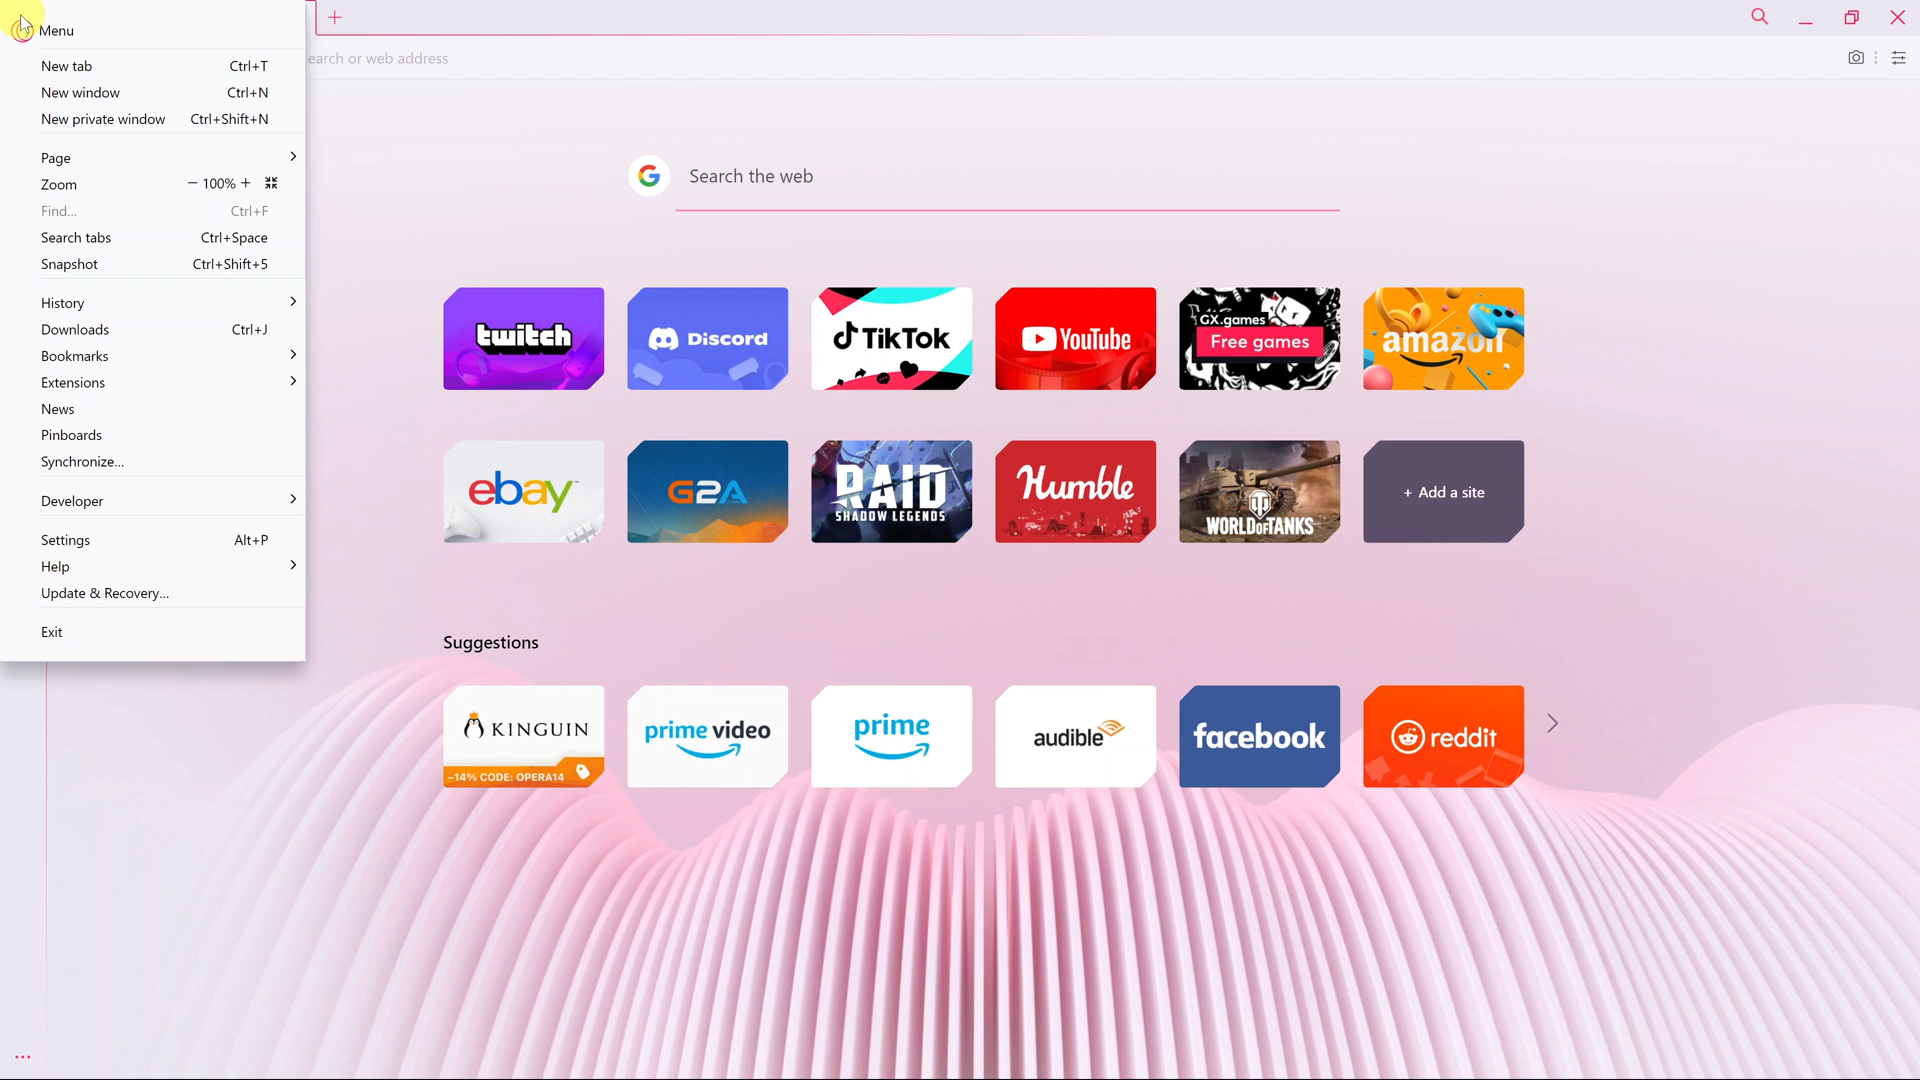 Menu
earch or web address
New tab Ctrl+T
New window Ctrl+N
New private window Ctrl+Shift+N
Page
Zoom − 100% +
Find... Ctrl+F
Search tabs Ctrl+Space
Snapshot Ctrl+Shift+5
History
Downloads Ctrl+J
Bookmarks
Extensions
News
Pinboards
Synchronize...
Developer
Settings Alt+P
Help
Update & Recovery...
Exit
Search the web
twitch
Discord
TikTok
YouTube
GX.games
Free games
amazon
ebay™
G2A
RAID
SHADOW LEGENDS
Humble
WORLD OF TANKS
+ Add a site
Suggestions
KINGUIN
−14% CODE: OPERA14
prime video
prime
audible
facebook
reddit